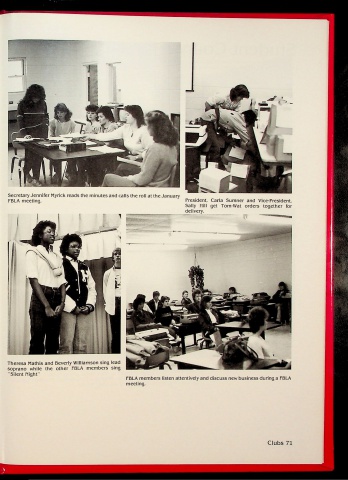 Secretary Jennifer Myrick reads the minutes and calls the roll at the January
FBLA meeting.
President, Carla Sumner and Vice-President,
Sally Hill get Tom-Wat orders together for
delivery.
Theresa Mathis and Beverly Williamson sing lead
soprano while the other FBLA members sing
"Silent Night"
FBLA members listen attentively and discuss new business during a FBLA
meeting.
Clubs 71